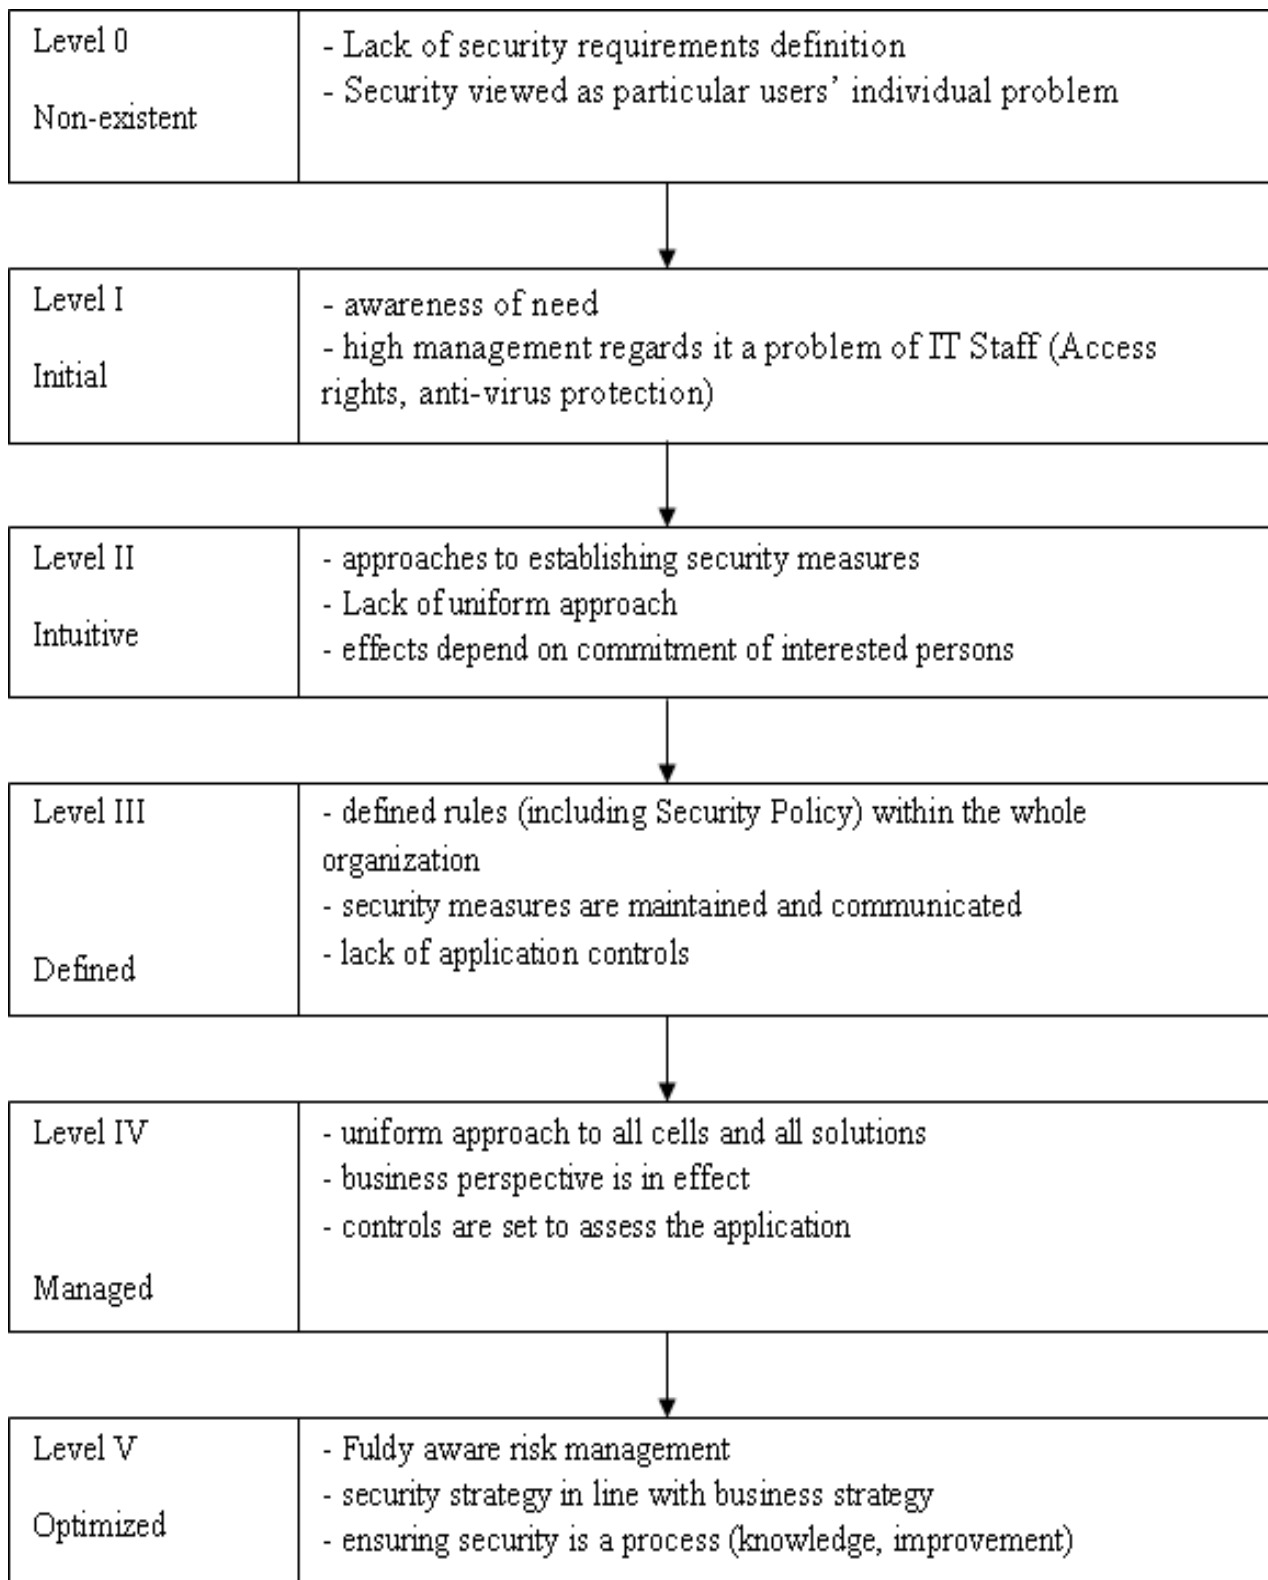 Level 0
Non-existent
- Lack of security requirements definition
- Security viewed as particular users’ individual problem
Level I
Initial
- awareness of need
- high management regards it a problem of IT Staff (Access
rights, anti-virus protection)
Level II
Intuitive
- approaches to establishing security measures
- Lack of uniform approach
- effects depend on commitment of interested persons
Level III
Defined
- defined rules (including Security Policy) within the whole
organization
- security measures are maintained and communicated
- lack of application controls
Level IV
Managed
- uniform approach to all cells and all solutions
- business perspective is in effect
- controls are set to assess the application
Level V
Optimized
- Fuldy aware risk management
- security strategy in line with business strategy
- ensuring security is a process (knowledge, improvement)